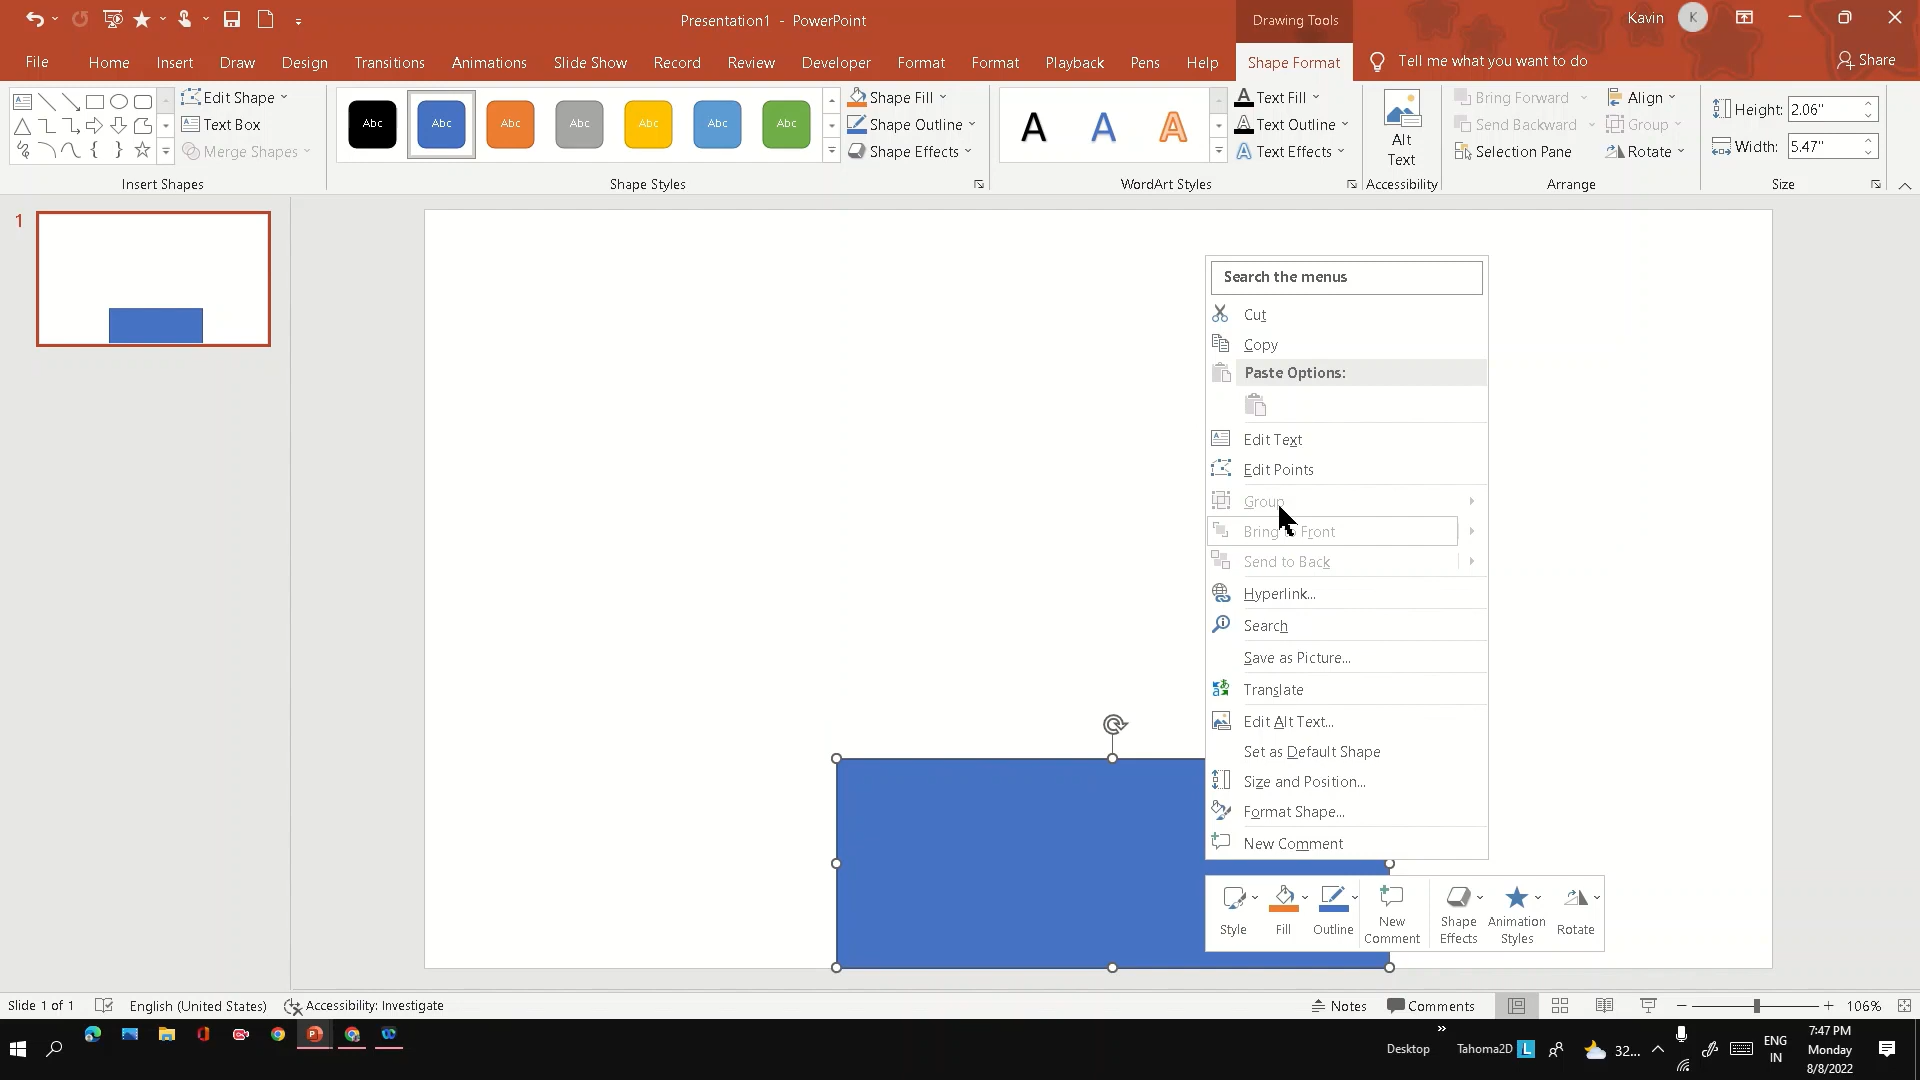 Presentation1 - PowerPoint
Drawing Tools
Kavin
K
File
Home
Insert
Draw
Design
Transitions
Animations
Slide Show
Record
Review
Developer
Format
Format
Playback
Pens
Help
Shape Format
Tell me what you want to do
Share
Edit Shape
Text Box
Merge Shapes
Insert Shapes
Abc
Abc
Abc
Abc
Abc
Abc
Abc
Shape Styles
Shape Fill
Shape Outline
Shape Effects
A
A
A
WordArt Styles
Text Fill
Text Outline
Text Effects
Alt
Text
Accessibility
Bring Forward
Send Backward
Selection Pane
Align
Group
Rotate
Arrange
Height: 2.06"
Width: 5.47"
Size
1
Search the menus
Cut
Copy
Paste Options:
Edit Text
Edit Points
Group
Bring to Front
Send to Back
Hyperlink...
Search
Save as Picture...
Translate
Edit Alt Text...
Set as Default Shape
Size and Position...
Format Shape...
New Comment
Style
Fill
Outline
New
Comment
Shape
Effects
Animation
Styles
Rotate
Slide 1 of 1
English (United States)
Accessibility: Investigate
Notes
Comments
106%
Desktop
Tahoma2D
L
32...
ENG
IN
7:47 PM
Monday
8/8/2022